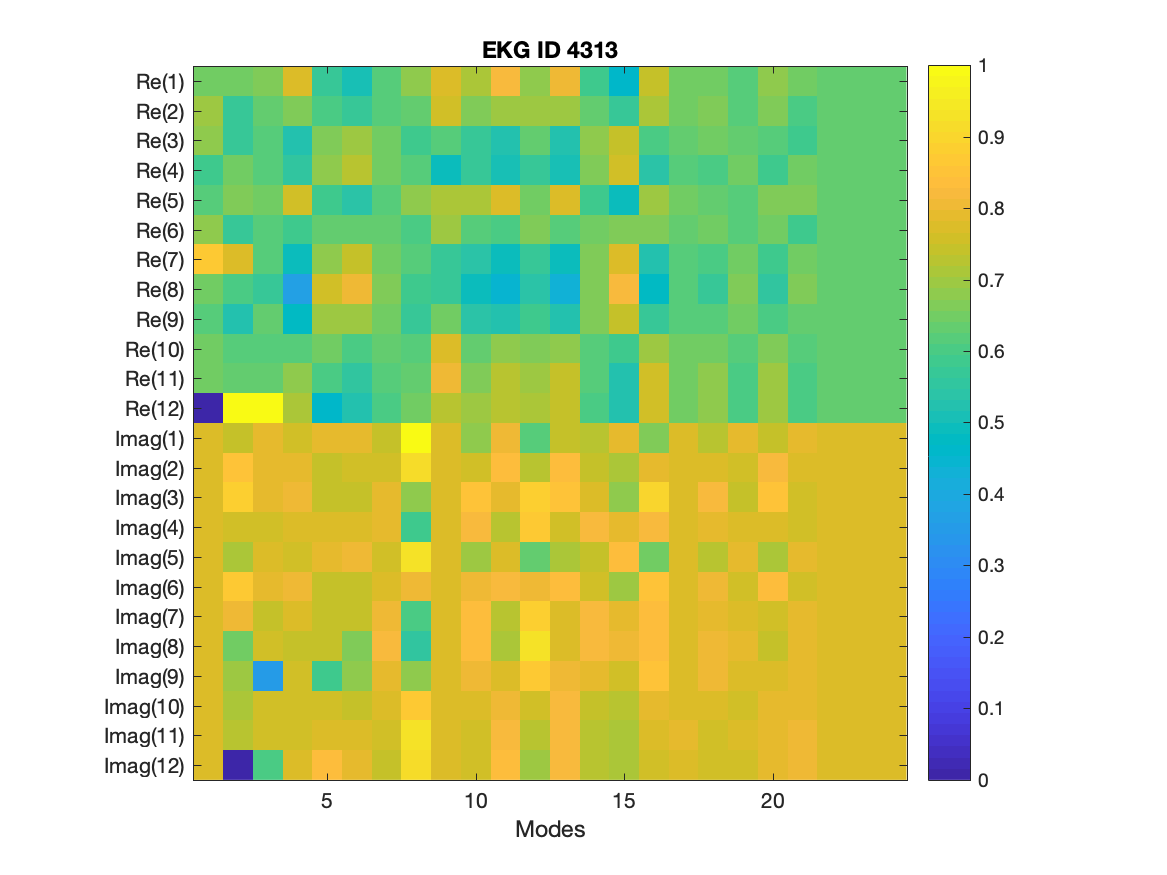 EKG ID 4313
Re(1)
Re(2)
Re(3)
Re(4)
Re(5)
Re(6)
Re(7)
Re(8)
Re(9)
Re(10)
Re(11)
Re(12)
Imag(1)
Imag(2)
Imag(3)
Imag(4)
Imag(5)
Imag(6)
Imag(7)
Imag(8)
Imag(9)
Imag(10)
Imag(11)
Imag(12)
5 10 15 20
Modes
1
0.9
0.8
0.7
0.6
0.5
0.4
0.3
0.2
0.1
0